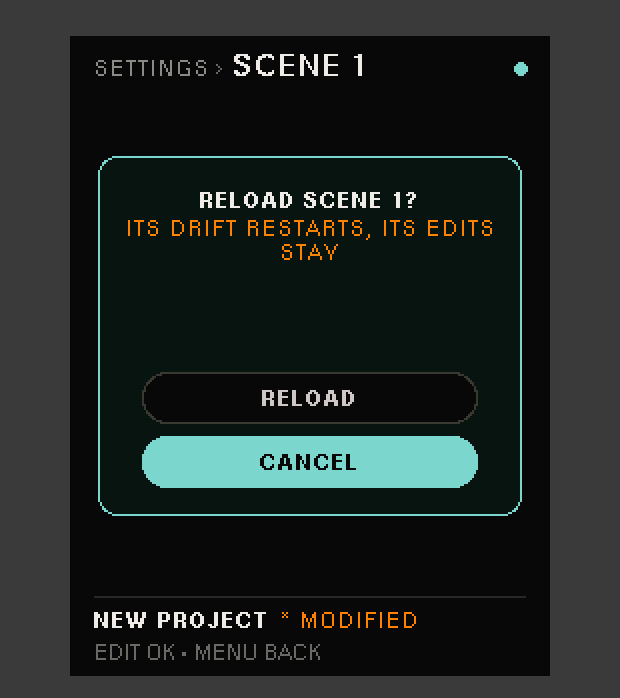 SETTINGS › SCENE 1
RELOAD SCENE 1?
ITS DRIFT RESTARTS, ITS EDITS
STAY
RELOAD
CANCEL
NEW PROJECT * MODIFIED
EDIT OK • MENU BACK